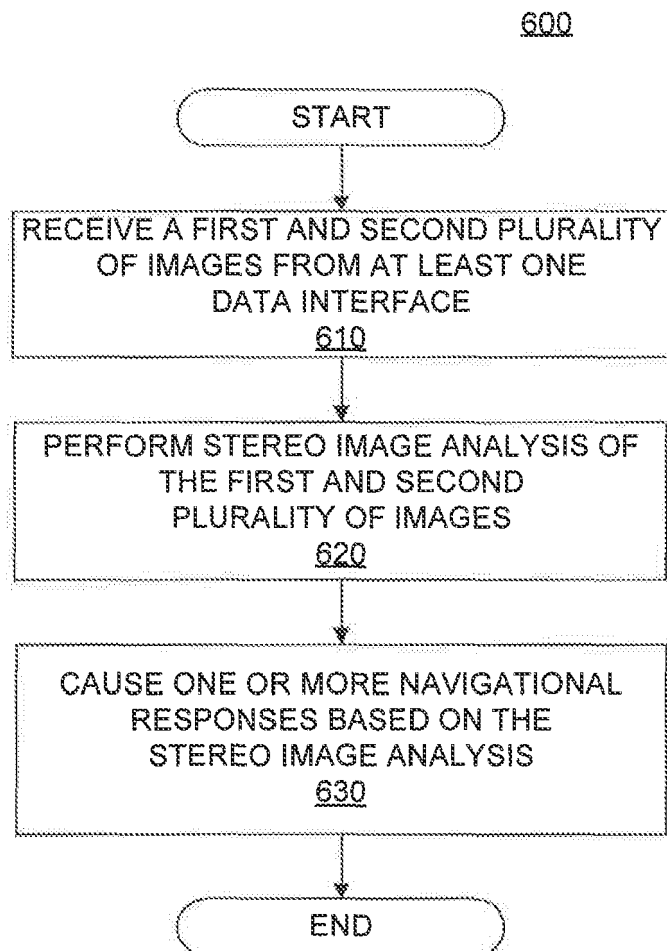 600
START
RECEIVE A FIRST AND SECOND PLURALITY
OF IMAGES FROM AT LEAST ONE
DATA INTERFACE
610
PERFORM STEREO IMAGE ANALYSIS OF
THE FIRST AND SECOND
PLURALITY OF IMAGES
620
CAUSE ONE OR MORE NAVIGATIONAL
RESPONSES BASED ON THE
STEREO IMAGE ANALYSIS
630
END